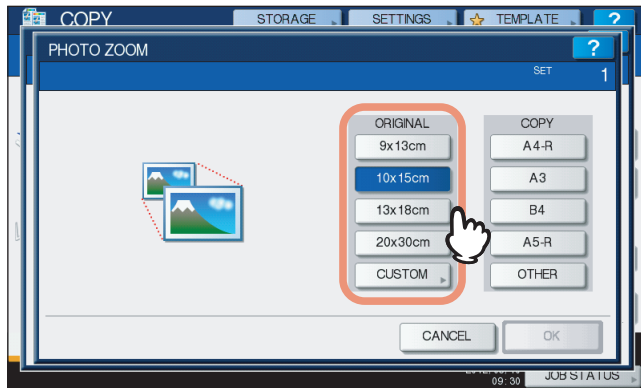 COPY STORAGE SETTINGS TEMPLATE ?
PHOTO ZOOM ?
SET 1
ORIGINAL COPY
9x13cm A4-R
10x15cm A3
13x18cm B4
20x30cm A5-R
CUSTOM OTHER
CANCEL OK
09:30 JOB STATUS